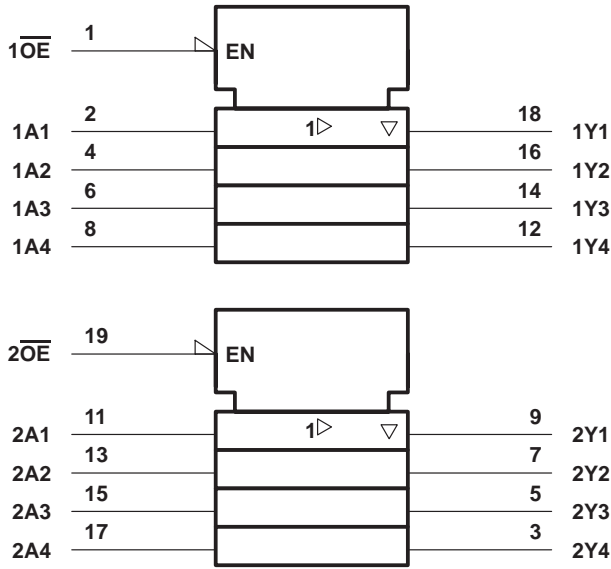 1O̅E̅ 1 EN
1A1 2 1 18 1Y1
1A2 4 16 1Y2
1A3 6 14 1Y3
1A4 8 12 1Y4
2O̅E̅ 19 EN
2A1 11 1 9 2Y1
2A2 13 7 2Y2
2A3 15 5 2Y3
2A4 17 3 2Y4